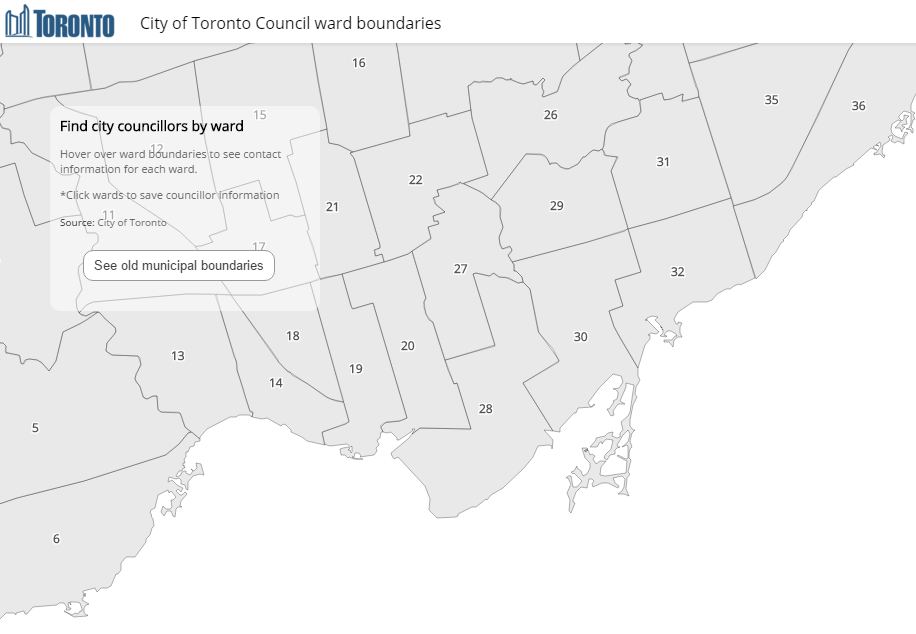 TORONTO
City of Toronto Council ward boundaries
16
35
36
15
26
Find city councillors by ward
12
Hover over ward boundaries to see contact
information for each ward.
31
22
*Click wards to save councillor information
21
29
11
Source: City of Toronto
17
See old municipal boundaries
27
32
18
30
20
13
19
14
28
5
6